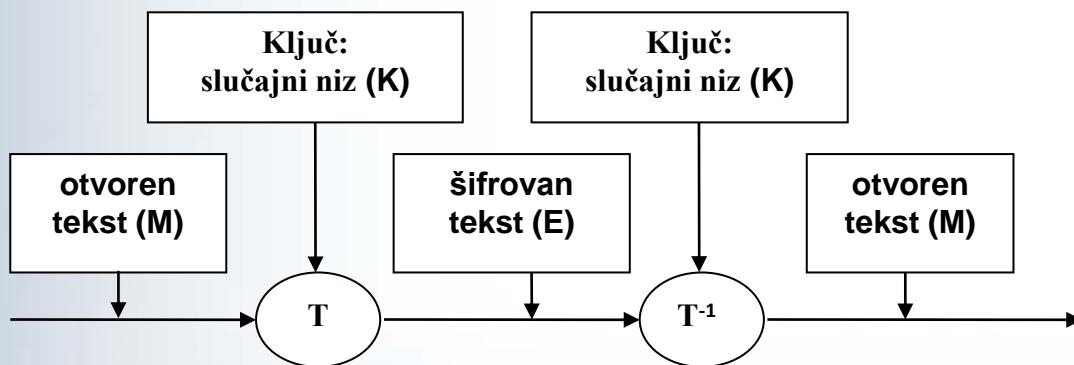 Ključ:
slučajni niz (K)
Ključ:
slučajni niz (K)
otvoren
tekst (M)
šifrovan
tekst (E)
otvoren
tekst (M)
T
T-1